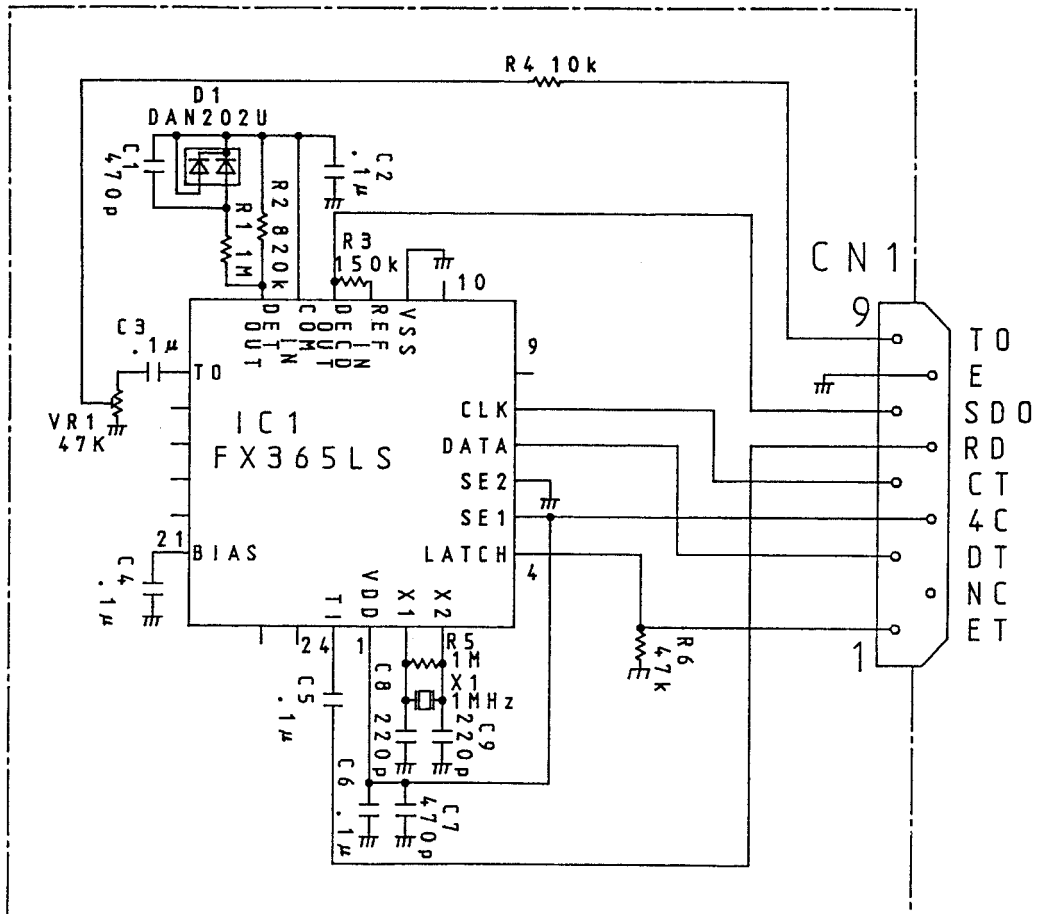 R4 10k
D1
DAN202U
C1
470p
R1 1M
R2 820k
C2
.1μ
R3
150k
10
CN1
9
DET OUT
COM IN
DECD OUT
REF IN
VSS
C3
.1μ
TO
VR1
47K
IC1
FX365LS
9
CLK
DATA
SE2
SE1
LATCH
4
21
BIAS
C4
.1μ
TI
VDD
X1
X2
24
1
TO
E
SDO
RD
CT
4C
DT
NC
ET
1
R5
1M
X1
1MHz
R6
47k
C5
.1μ
C8
220p
C9
220p
C6
.1μ
C7
470p